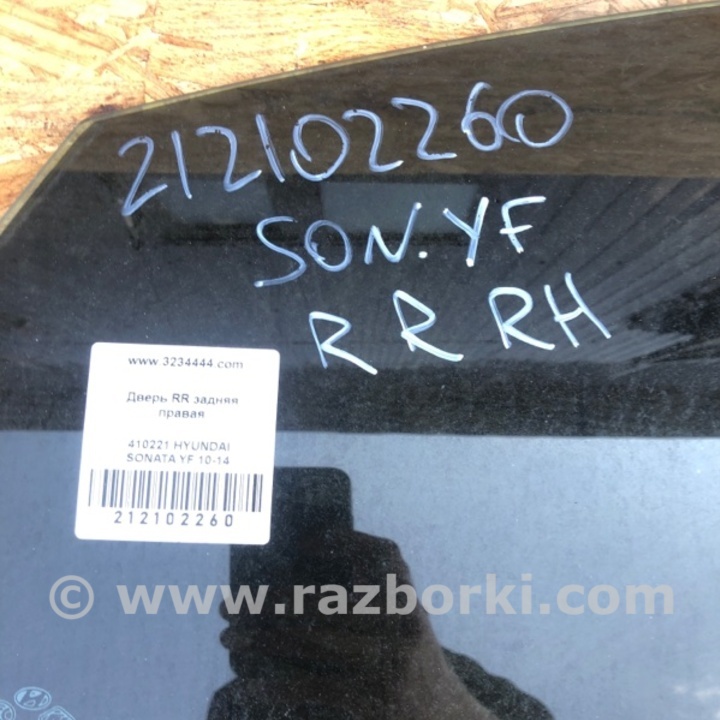 212102260
SON.YF
RR RH
www 3234444.com
Дверь RR задняя
правая
410221 HYUNDAI
SONATA YF 10-14
212102260
© www.razborki.com